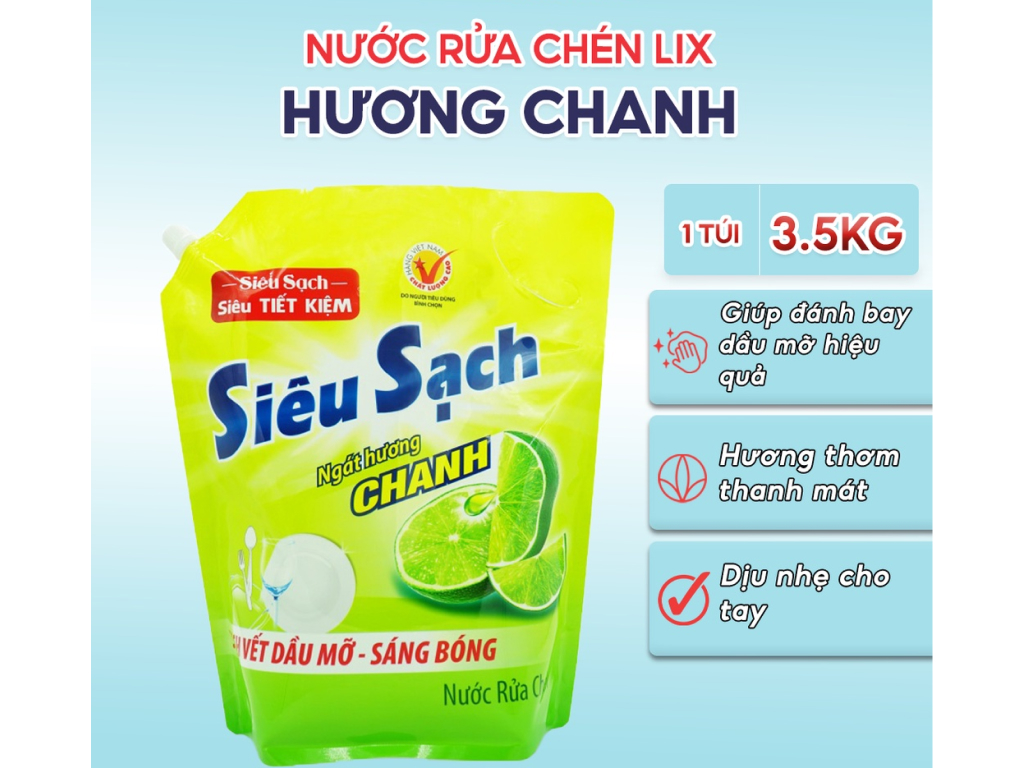 NƯỚC RỬA CHÉN LIX
HƯƠNG CHANH
1 TÚI
3.5KG
Giúp đánh bay
dầu mỡ hiệu
quả
Hương thơm
thanh mát
Dịu nhẹ cho
tay
HÀNG VIỆT NAM
CHẤT LƯỢNG CAO
DO NGƯỜI TIÊU DÙNG
BÌNH CHỌN
Siêu Sạch
Siêu TIẾT KIỆM
Siêu Sạch
Ngát hương
CHANH
VẾT DẦU MỠ - SÁNG BÓNG
Nước Rửa